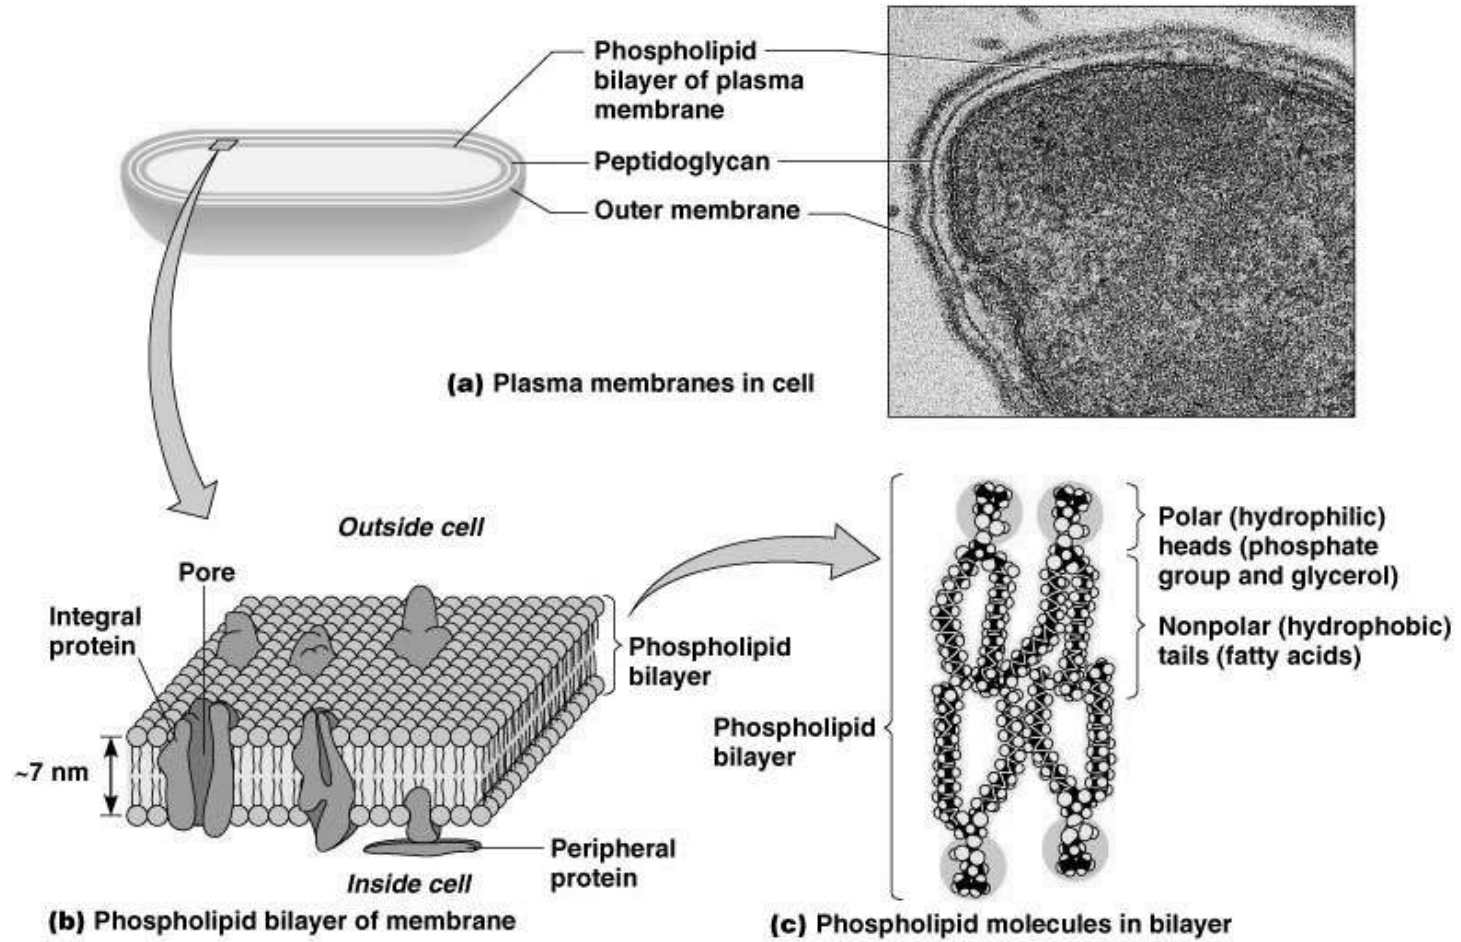 Phospholipid
bilayer of plasma
membrane
Peptidoglycan
Outer membrane
(a) Plasma membranes in cell
Outside cell
Pore
Integral
protein
Phospholipid
bilayer
~7 nm
Peripheral
protein
Inside cell
(b) Phospholipid bilayer of membrane
Polar (hydrophilic)
heads (phosphate
group and glycerol)
Nonpolar (hydrophobic)
tails (fatty acids)
Phospholipid
bilayer
(c) Phospholipid molecules in bilayer